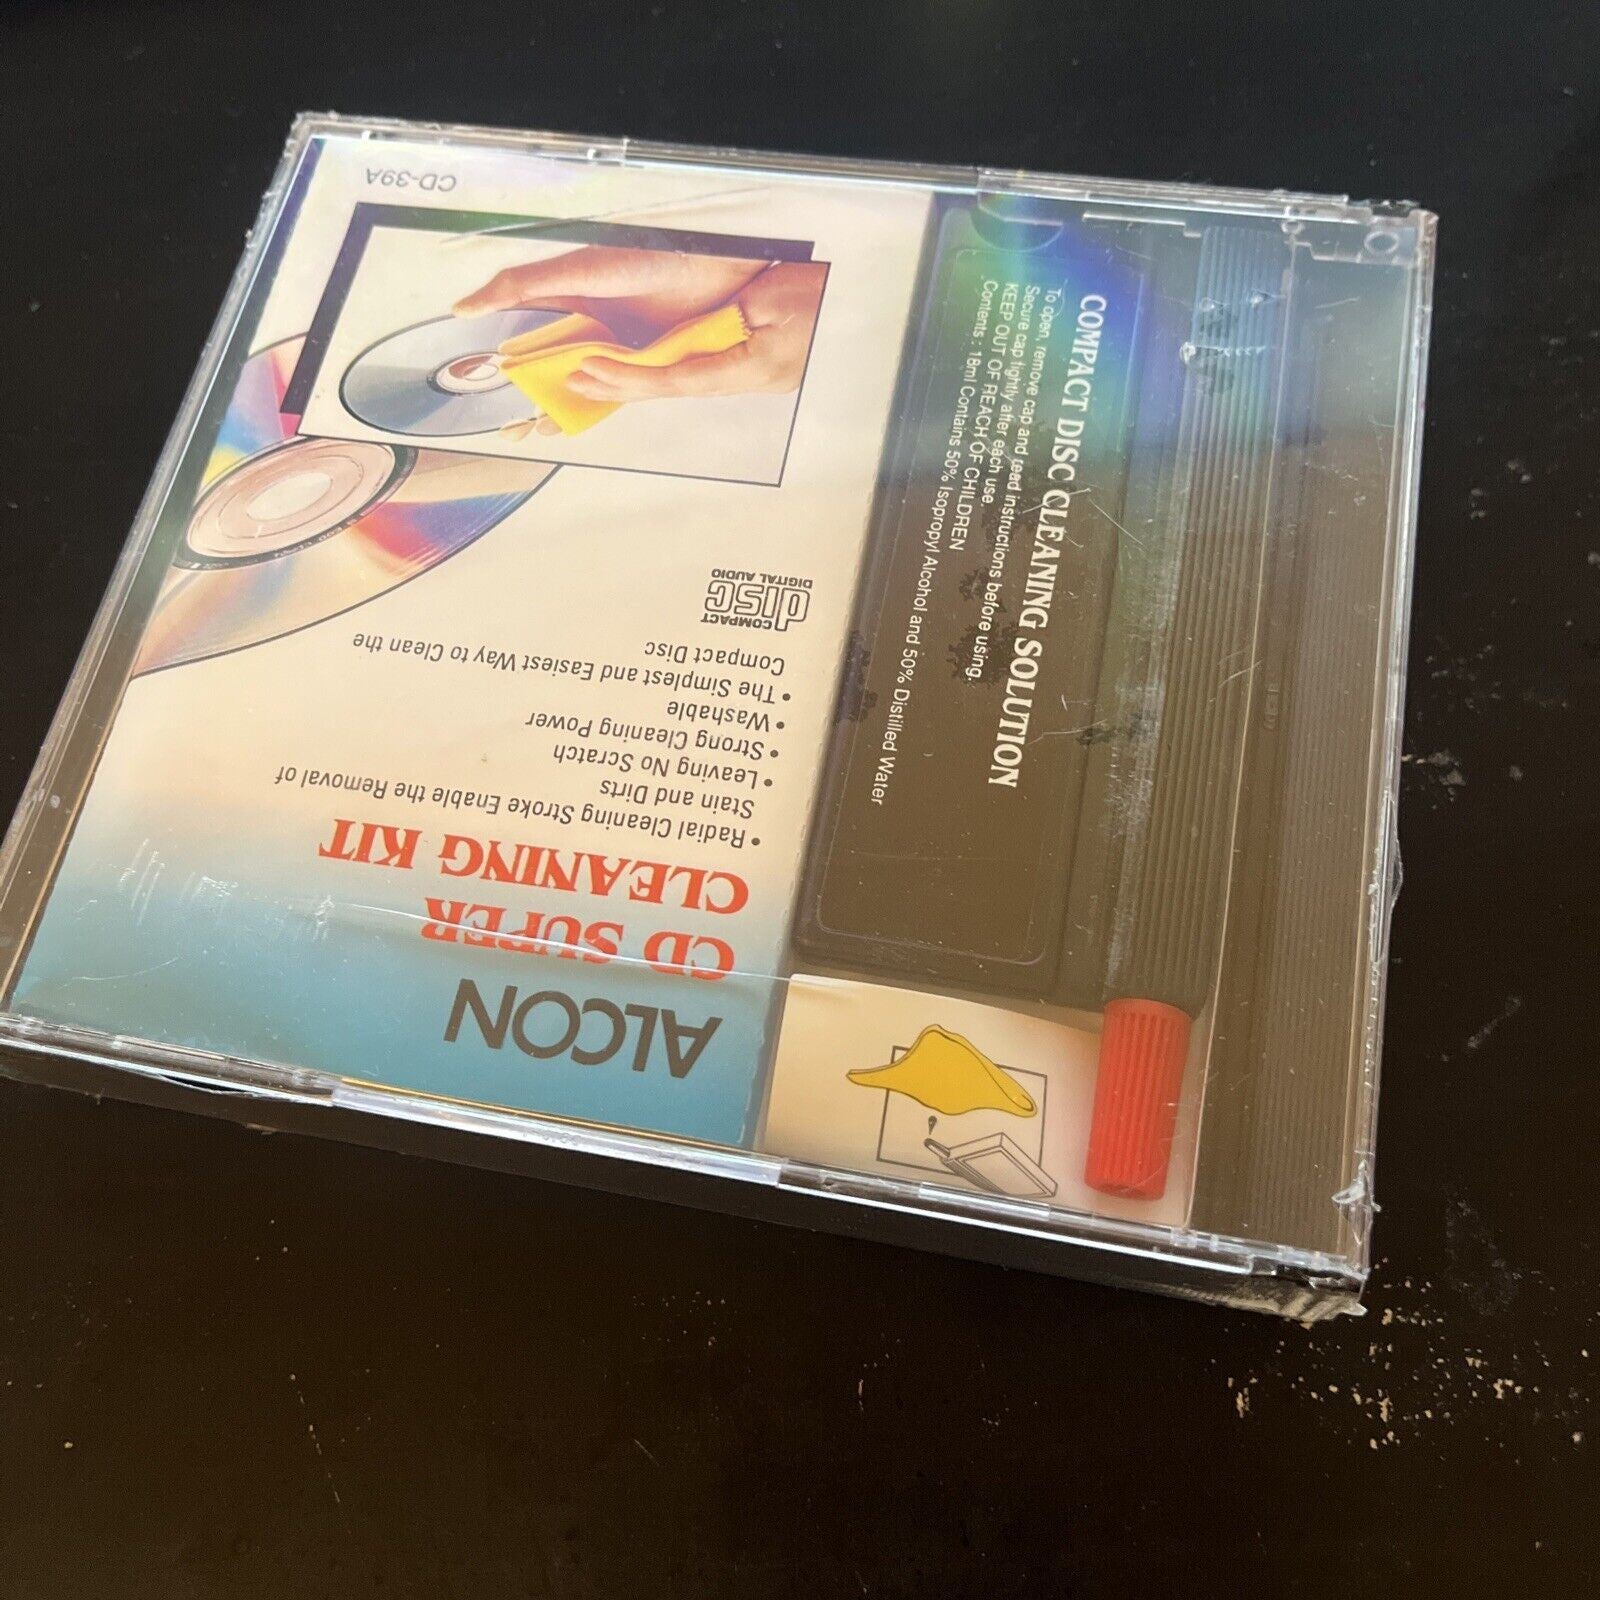 ALCON
CD SUPER
CLEANING KIT
• Radial Cleaning Stroke Enable the Removal of
Stain and Dirts
• Leaving No Scratch
• Strong Cleaning Power
• Washable
• The Simplest and Easiest Way to Clean the
Compact Disc
COMPACT
disc
DIGITAL AUDIO
CD-39A
COMPACT DISC CLEANING SOLUTION
To open, remove cap and read instructions before using.
Secure cap tightly after each use.
KEEP OUT OF REACH OF CHILDREN
Contents : 18ml Contains 50% Isopropyl Alcohol and 50% Distilled Water